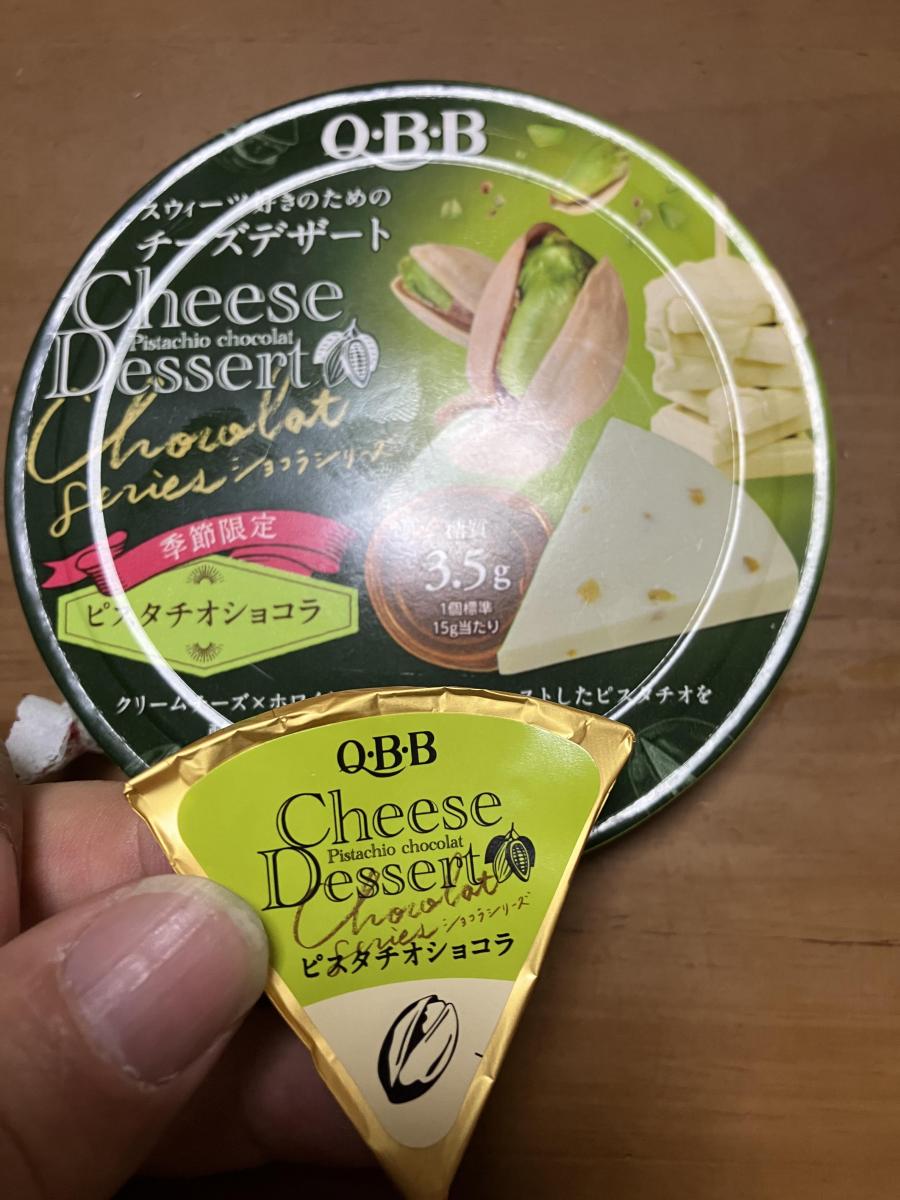 Q·B·B
スウィーツ好きのための
チーズデザート
Cheese
Pistachio chocolat
Dessert
Chocolat
Series ショコラシリーズ
季節限定
ピスタチオショコラ
糖質
3.5g
1個標準
15g当たり
クリームチーズ×ホワイ
ストしたピスタチオを
Q·B·B
Cheese
Pistachio chocolat
Dessert
Chocolat
Series ショコラシリーズ
ピスタチオショコラ